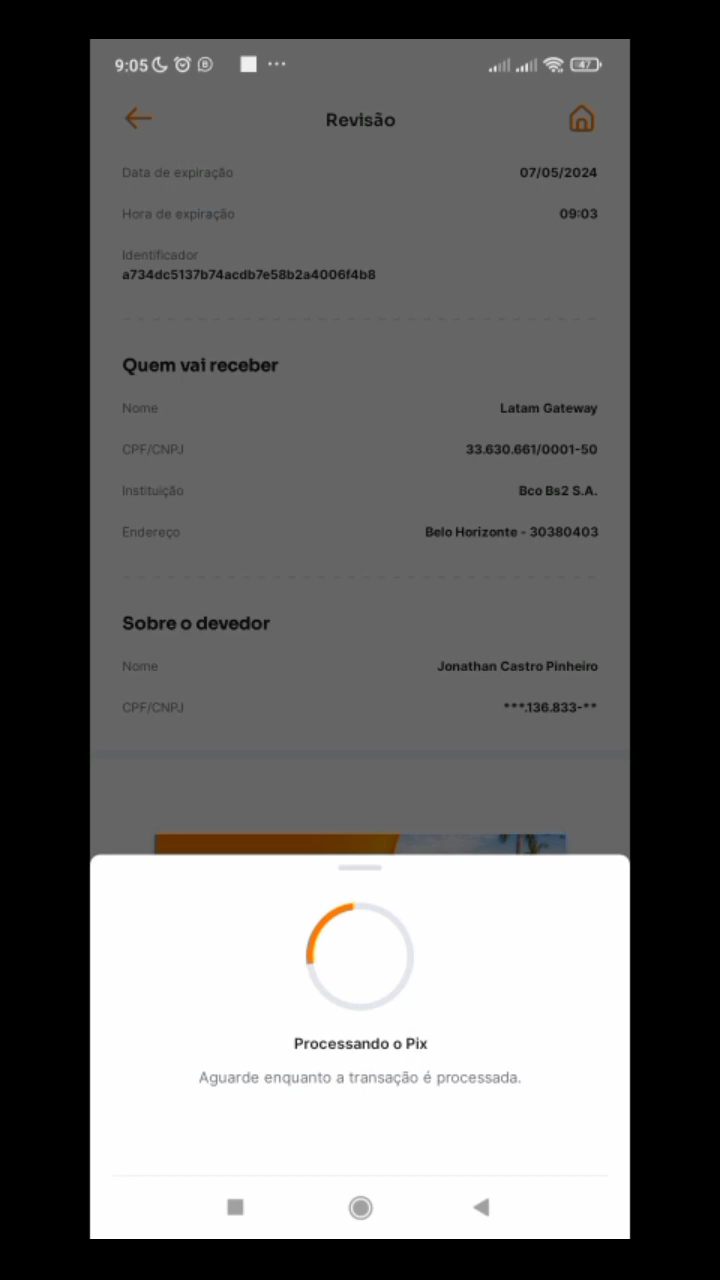 9:05
47
Revisão
Data de expiração 07/05/2024
Hora de expiração 09:03
Identificador
a734dc5137b74acdb7e58b2a4006f4b8
Quem vai receber
Nome Latam Gateway
CPF/CNPJ 33.630.661/0001-50
Instituição Bco Bs2 S.A.
Endereço Belo Horizonte - 30380403
Sobre o devedor
Nome Jonathan Castro Pinheiro
CPF/CNPJ ***.136.833-**
Processando o Pix
Aguarde enquanto a transação é processada.